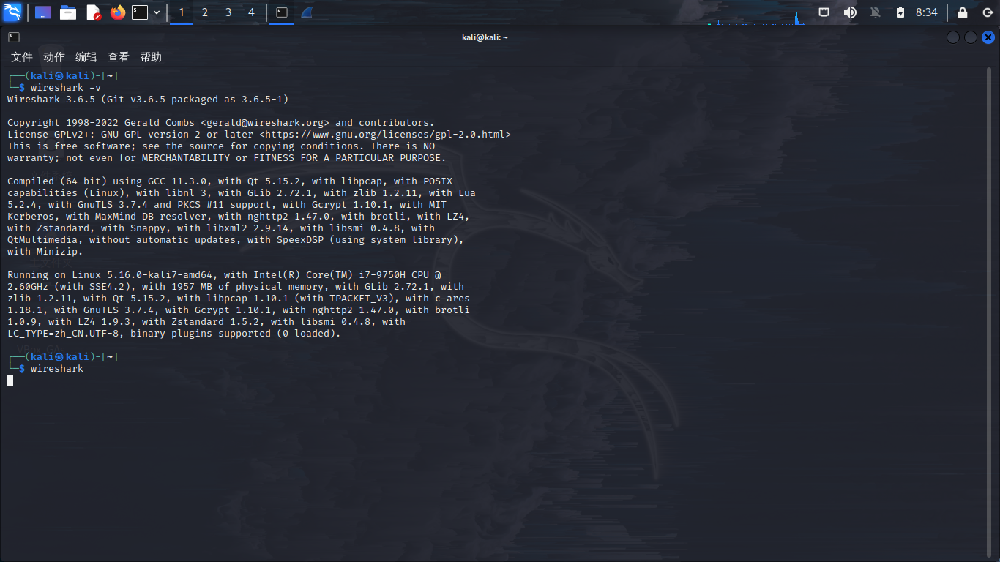 1 2 3 4 8:34
kali@kali: ~
文件 动作 编辑 查看 帮助
┌──(kali㉿kali)-[~]
└─$ wireshark -v
Wireshark 3.6.5 (Git v3.6.5 packaged as 3.6.5-1)
Copyright 1998-2022 Gerald Combs <gerald@wireshark.org> and contributors.
License GPLv2+: GNU GPL version 2 or later <https://www.gnu.org/licenses/gpl-2.0.html>
This is free software; see the source for copying conditions. There is NO
warranty; not even for MERCHANTABILITY or FITNESS FOR A PARTICULAR PURPOSE.
Compiled (64-bit) using GCC 11.3.0, with Qt 5.15.2, with libpcap, with POSIX
capabilities (Linux), with libnl 3, with GLib 2.72.1, with zlib 1.2.11, with Lua
5.2.4, with GnuTLS 3.7.4 and PKCS #11 support, with Gcrypt 1.10.1, with MIT
Kerberos, with MaxMind DB resolver, with nghttp2 1.47.0, with brotli, with LZ4,
with Zstandard, with Snappy, with libxml2 2.9.14, with libsmi 0.4.8, with
QtMultimedia, without automatic updates, with SpeexDSP (using system library),
with Minizip.
主文件夹
Running on Linux 5.16.0-kali7-amd64, with Intel(R) Core(TM) i7-9750H CPU @
2.60GHz (with SSE4.2), with 1957 MB of physical memory, with GLib 2.72.1, with
zlib 1.2.11, with Qt 5.15.2, with libpcap 1.10.1 (with TPACKET_V3), with c-ares
1.18.1, with GnuTLS 3.7.4, with Gcrypt 1.10.1, with nghttp2 1.47.0, with brotli
1.0.9, with LZ4 1.9.3, with Zstandard 1.5.2, with libsmi 0.4.8, with
LC_TYPE=zh_CN.UTF-8, binary plugins supported (0 loaded).
┌──(kali㉿kali)-[~]
└─$ wireshark